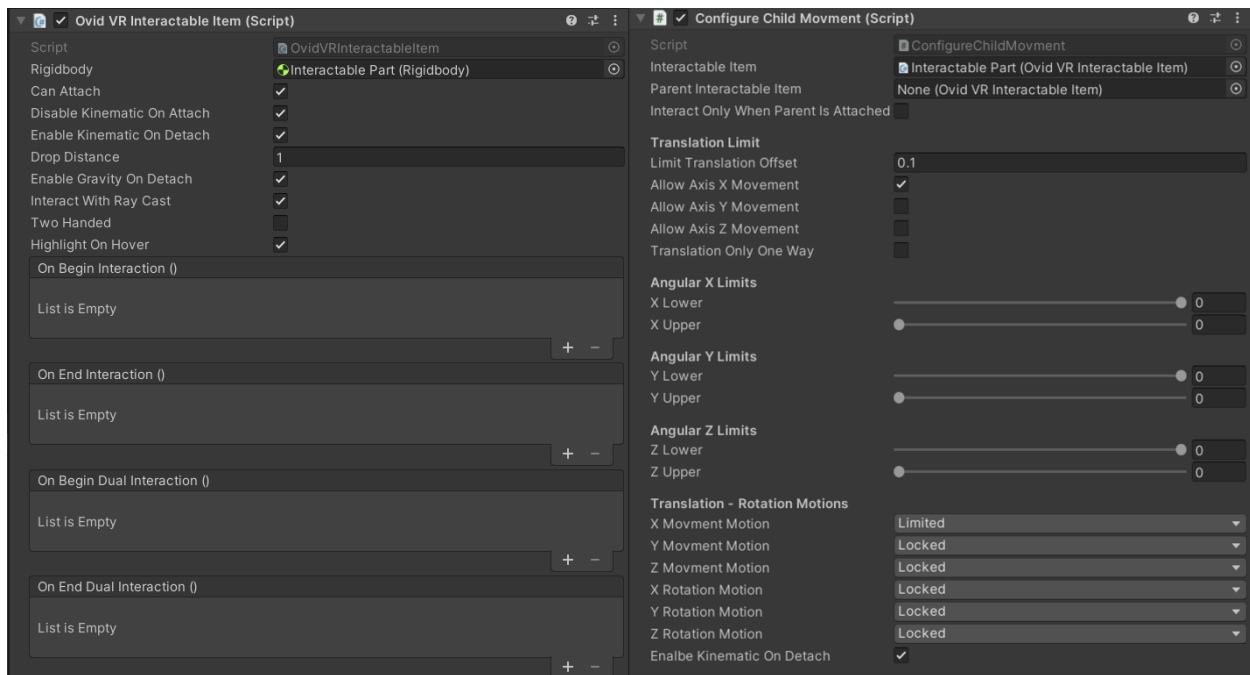 Ovid VR Interactable Item (Script)
Script OvidVRInteractableItem
Rigidbody Interactable Part (Rigidbody)
Can Attach
Disable Kinematic On Attach
Enable Kinematic On Detach
Drop Distance 1
Enable Gravity On Detach
Interact With Ray Cast
Two Handed
Highlight On Hover
On Begin Interaction ()
List is Empty
+ −
On End Interaction ()
List is Empty
+ −
On Begin Dual Interaction ()
List is Empty
+ −
On End Dual Interaction ()
List is Empty
+ −
# Configure Child Movment (Script)
Script # ConfigureChildMovment
Interactable Item Interactable Part (Ovid VR Interactable Item)
Parent Interactable Item None (Ovid VR Interactable Item)
Interact Only When Parent Is Attached
Translation Limit
Limit Translation Offset 0.1
Allow Axis X Movement
Allow Axis Y Movement
Allow Axis Z Movement
Translation Only One Way
Angular X Limits
X Lower 0
X Upper 0
Angular Y Limits
Y Lower 0
Y Upper 0
Angular Z Limits
Z Lower 0
Z Upper 0
Translation - Rotation Motions
X Movment Motion Limited
Y Movment Motion Locked
Z Movment Motion Locked
X Rotation Motion Locked
Y Rotation Motion Locked
Z Rotation Motion Locked
Enalbe Kinematic On Detach